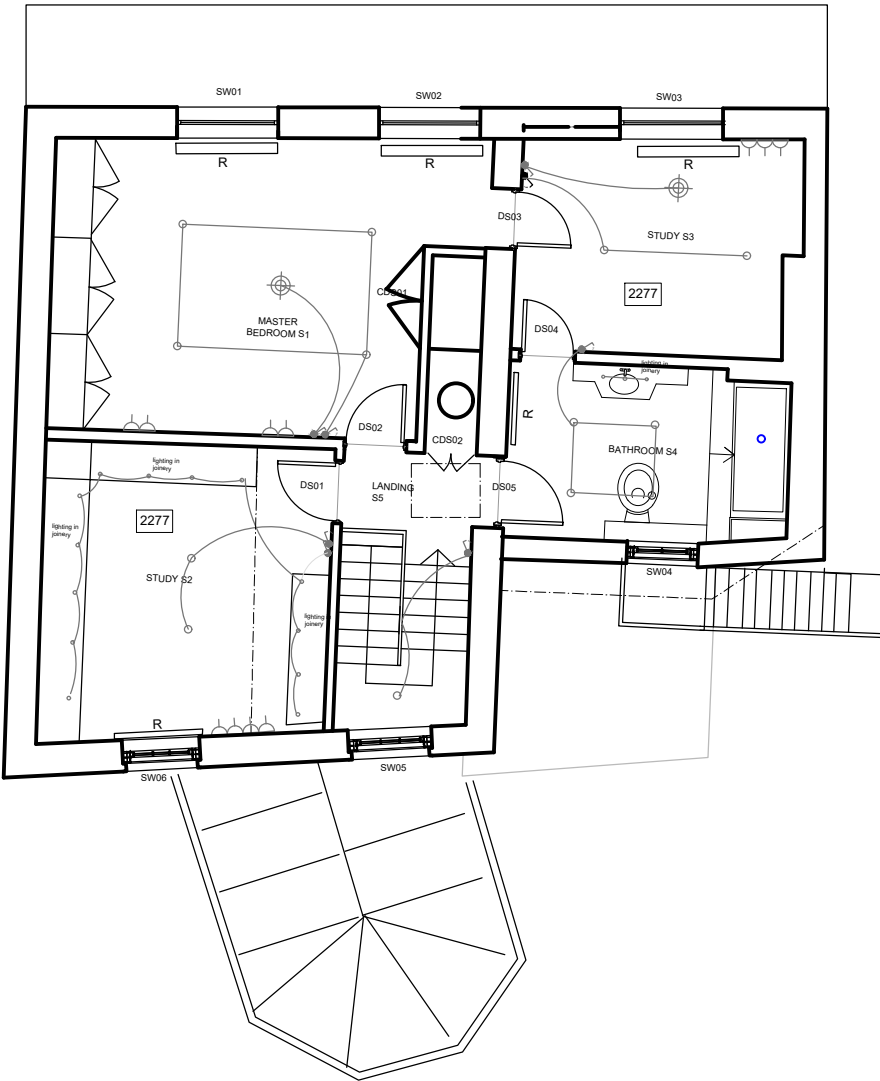 SW01
SW02
SW03
R
R
R
DS03
STUDY S3
2277
CDS01
MASTER
BEDROOM S1
DS04
lighting in
joinery
R
DS02
CDS02
BATHROOM S4
lighting in
joinery
DS01
LANDING
S5
DS05
2277
lighting in
joinery
STUDY S2
SW04
lighting in
joinery
R
SW06
SW05